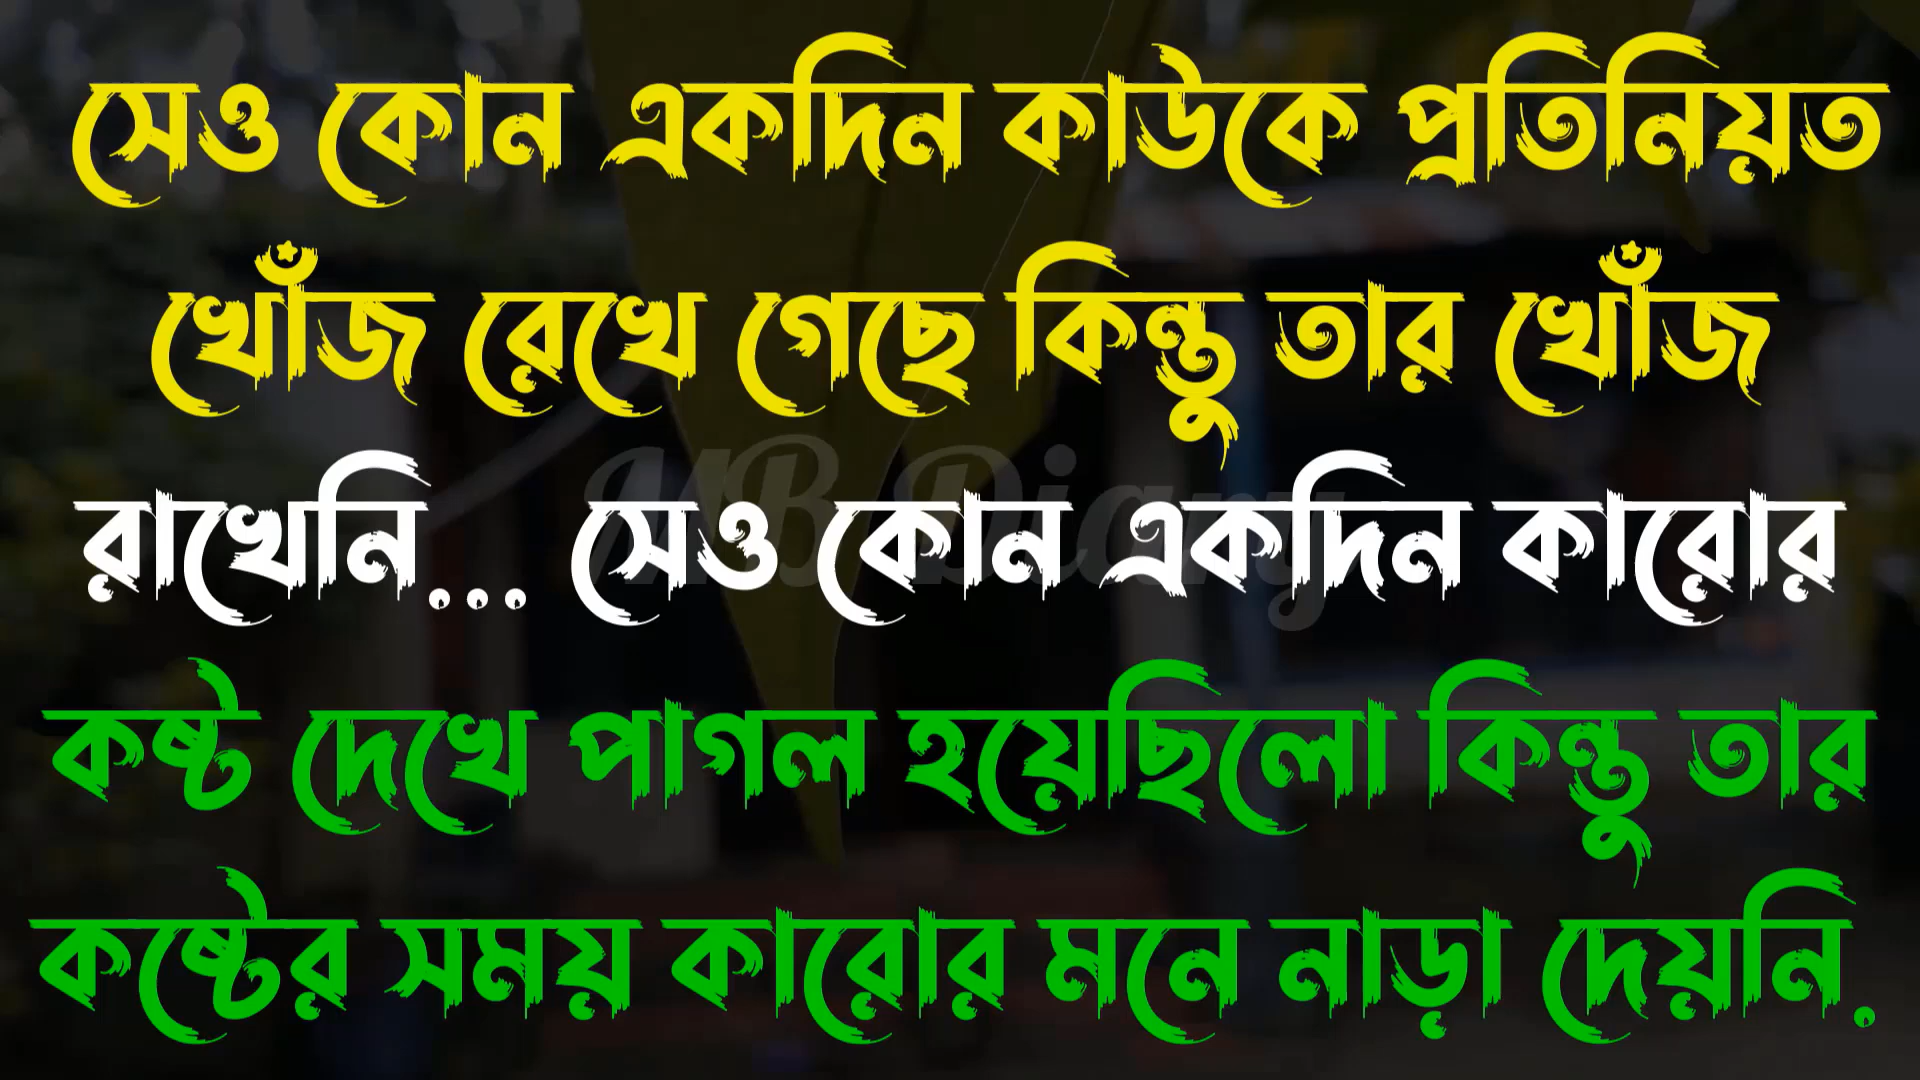 সেও কোন একদিন কাউকে প্রতিনিয়ত
খোঁজ রেখে গেছে কিন্তু তার খোঁজ
রাখেনি... সেও কোন একদিন কারোর
কষ্ট দেখে পাগল হয়েছিলো কিন্তু তার
কষ্টের সময় কারোর মনে নাড়া দেয়নি.